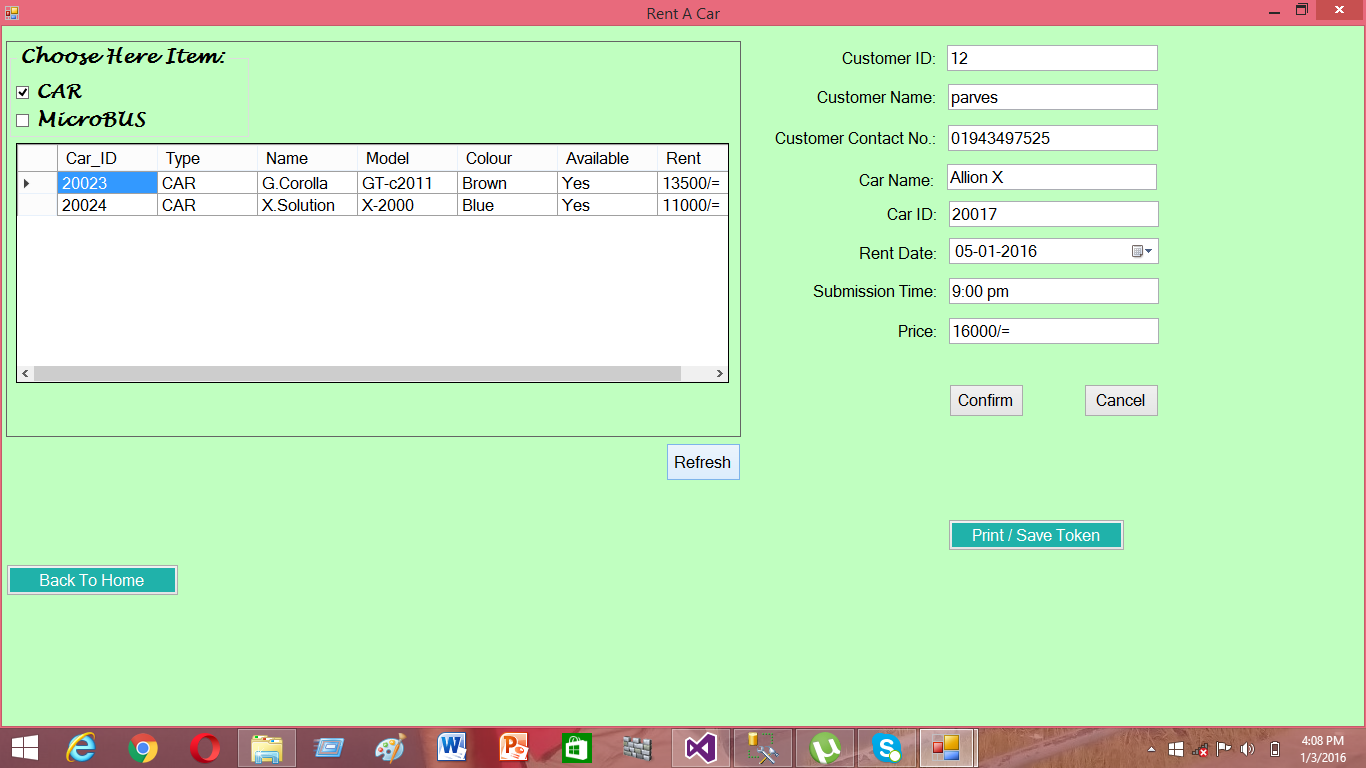 Rent A Car
Choose Here Item:
CAR
MicroBUS
Car_ID Type Name Model Colour Available Rent
20023 CAR G.Corolla GT-c2011 Brown Yes 13500/=
20024 CAR X.Solution X-2000 Blue Yes 11000/=
Refresh
Back To Home
Customer ID: 12
Customer Name: parves
Customer Contact No.: 01943497525
Car Name: Allion X
Car ID: 20017
Rent Date: 05-01-2016
Submission Time: 9:00 pm
Price: 16000/=
Confirm Cancel
Print / Save Token
4:08 PM
1/3/2016